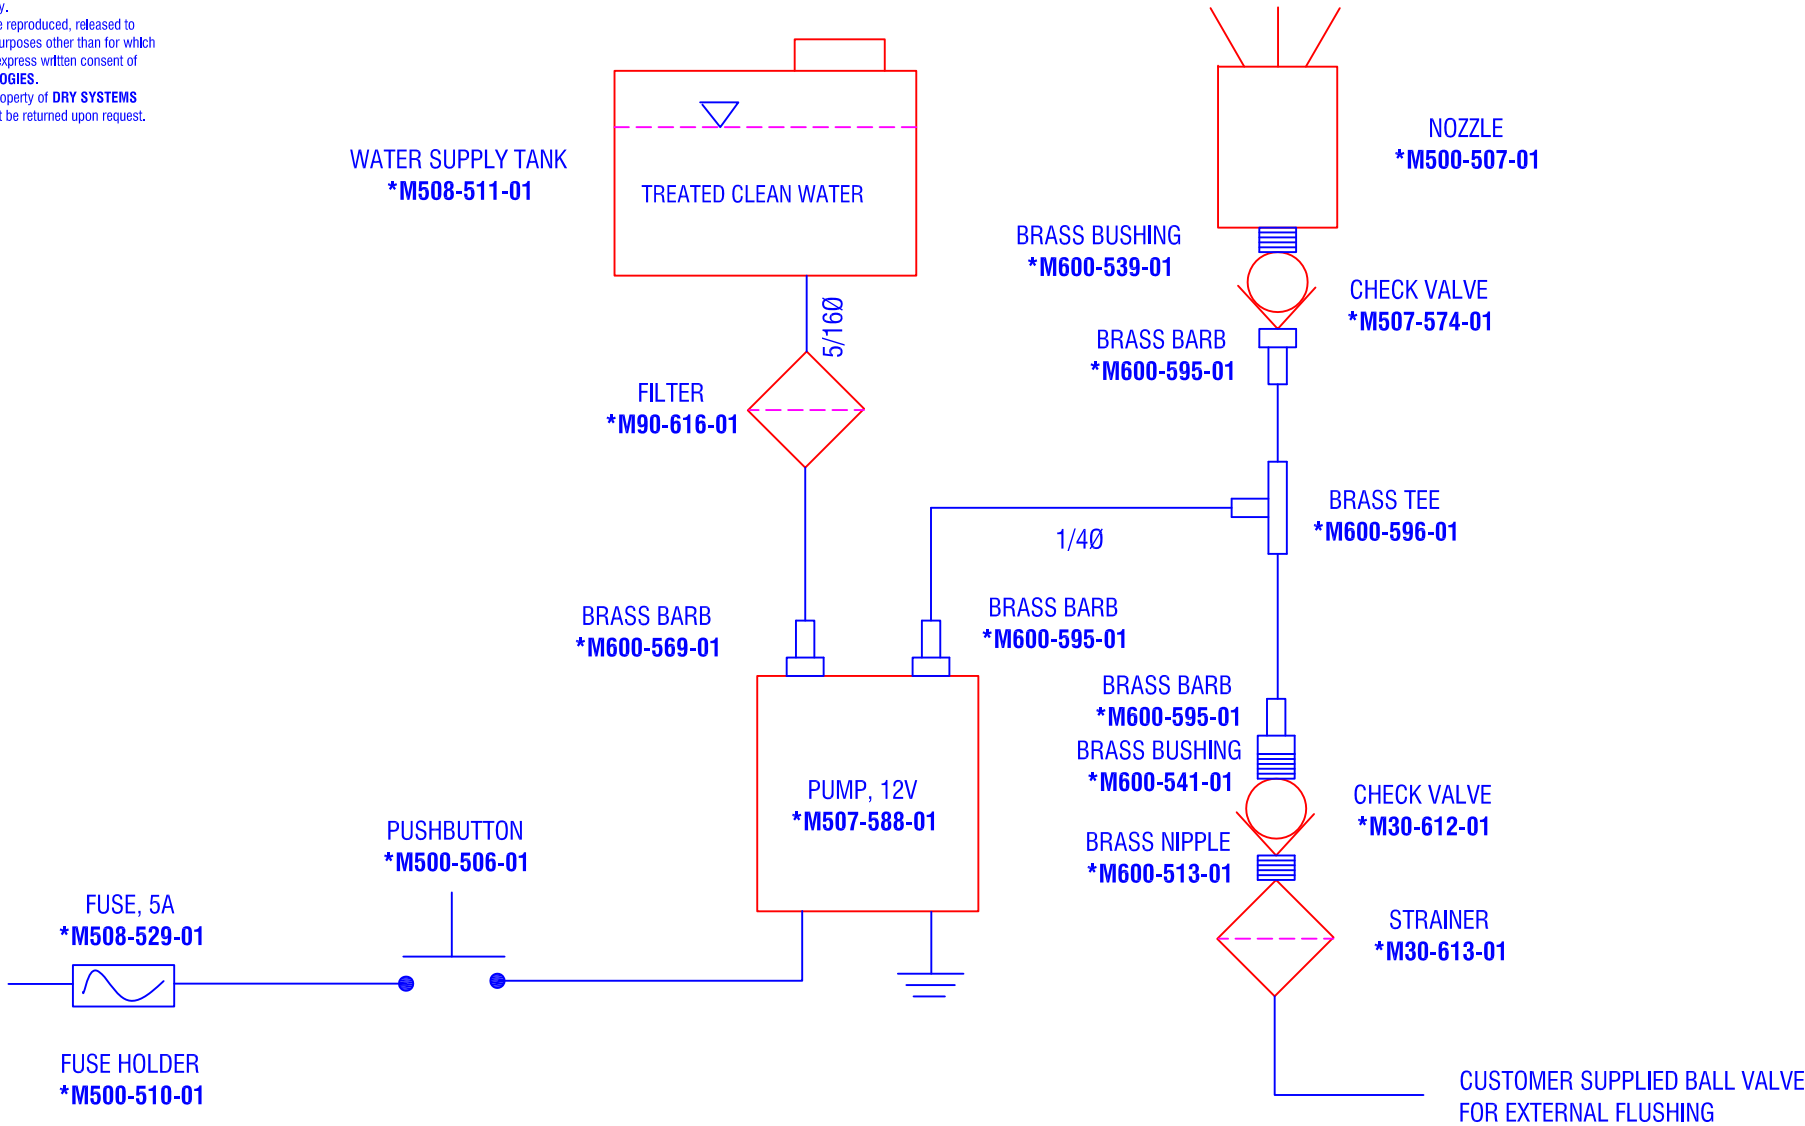 y.
e reproduced, released to
urposes other than for which
express written consent of
OGIES.
operty of DRY SYSTEMS
t be returned upon request.
WATER SUPPLY TANK
*M508-511-01
TREATED CLEAN WATER
5/16Ø
FILTER
*M90-616-01
NOZZLE
*M500-507-01
BRASS BUSHING
*M600-539-01
CHECK VALVE
*M507-574-01
BRASS BARB
*M600-595-01
BRASS TEE
*M600-596-01
1/4Ø
BRASS BARB
*M600-569-01
BRASS BARB
*M600-595-01
BRASS BARB
*M600-595-01
BRASS BUSHING
*M600-541-01
PUMP, 12V
*M507-588-01
CHECK VALVE
*M30-612-01
BRASS NIPPLE
*M600-513-01
PUSHBUTTON
*M500-506-01
FUSE, 5A
*M508-529-01
STRAINER
*M30-613-01
FUSE HOLDER
*M500-510-01
CUSTOMER SUPPLIED BALL VALVE
FOR EXTERNAL FLUSHING